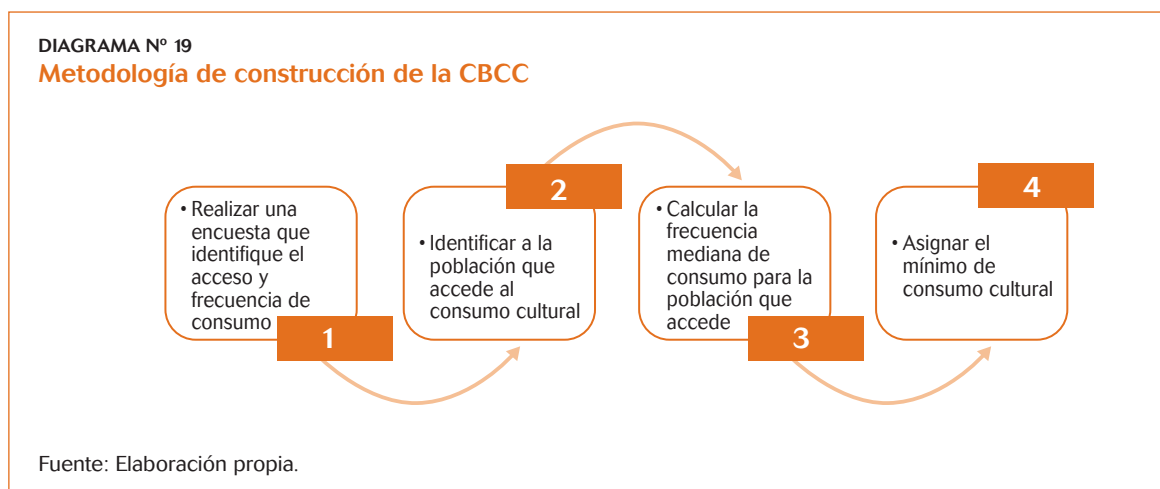 DIAGRAMA Nº 19
Metodología de construcción de la CBCC
• Realizar una
encuesta que
identifique el
acceso y
frecuencia de
consumo
1
2
• Identificar a la
población que
accede al
consumo cultural
• Calcular la
frecuencia
mediana de
consumo para la
población que
accede
3
4
• Asignar el
mínimo de
consumo cultural
Fuente: Elaboración propia.